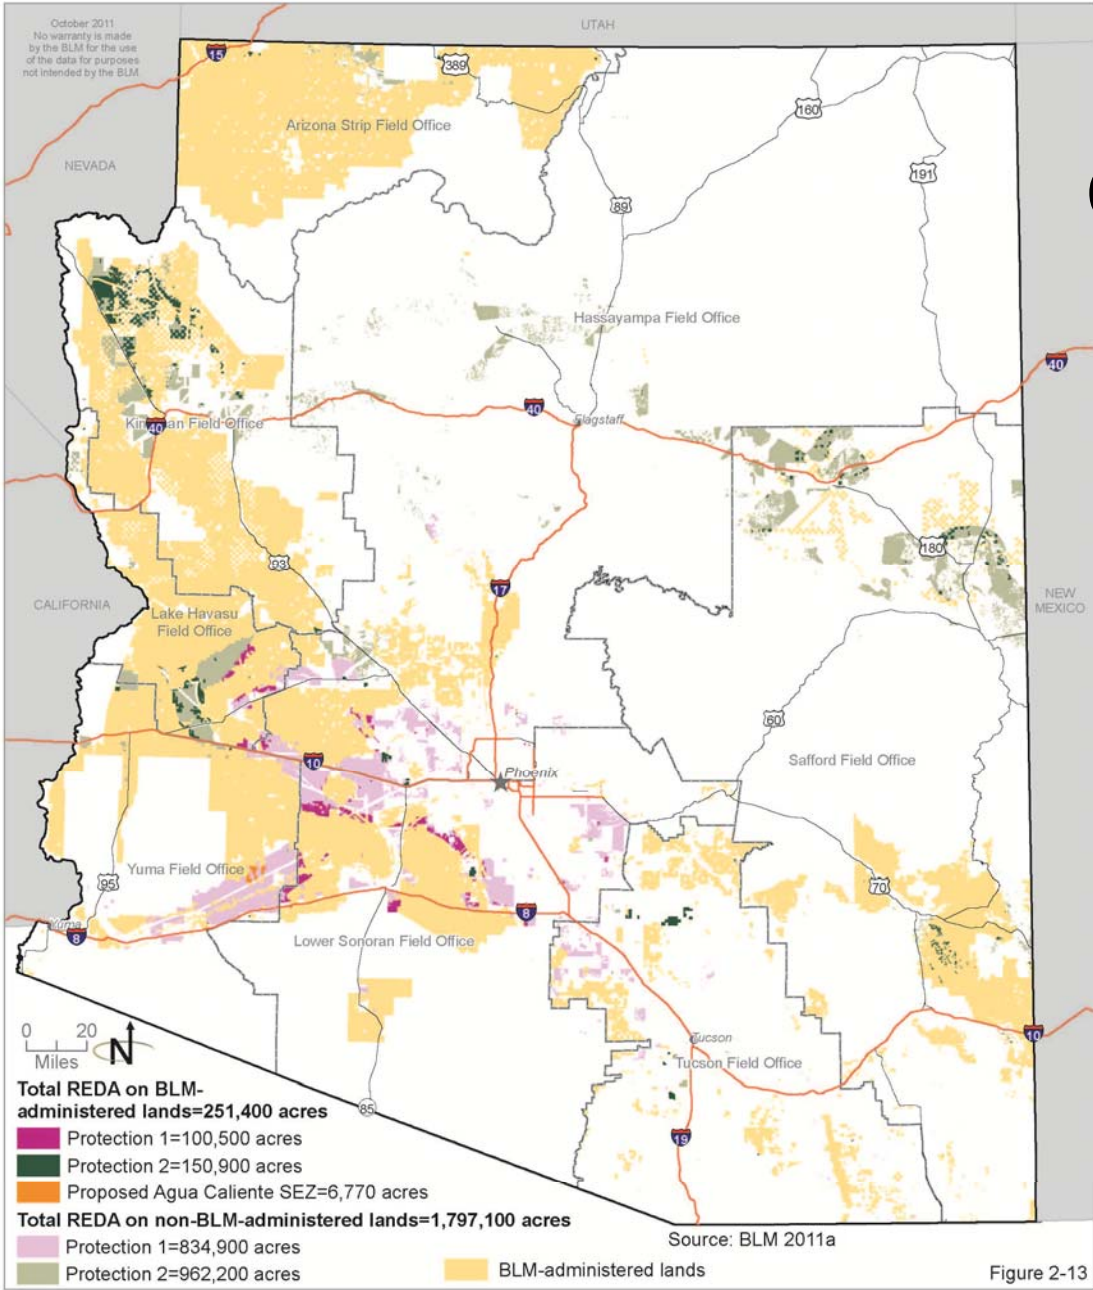 October 2011
No warranty is made
by the BLM for the use
of the data for purposes
not intended by the BLM.
UTAH
15
389
160
Arizona Strip Field Office
NEVADA
191
89
Hassayampa Field Office
40
40
Flagstaff
Kingman Field Office
40
93
180
17
CALIFORNIA
NEW
MEXICO
Lake Havasu
Field Office
60
10
Safford Field Office
Phoenix
Yuma Field Office
95
70
Yuma
8
8
Lower Sonoran Field Office
10
Tucson
Tucson Field Office
85
19
0 20
Miles
N
Total REDA on BLM-
administered lands=251,400 acres
Protection 1=100,500 acres
Protection 2=150,900 acres
Proposed Agua Caliente SEZ=6,770 acres
Total REDA on non-BLM-administered lands=1,797,100 acres
Protection 1=834,900 acres
Protection 2=962,200 acres
BLM-administered lands
Source: BLM 2011a
Figure 2-13